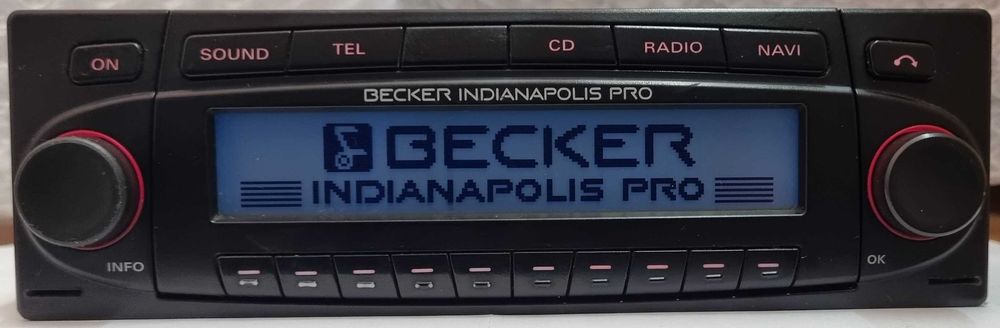 ON
SOUND
TEL
CD
RADIO
NAVI
BECKER INDIANAPOLIS PRO
BECKER
INDIANAPOLIS PRO
INFO
OK